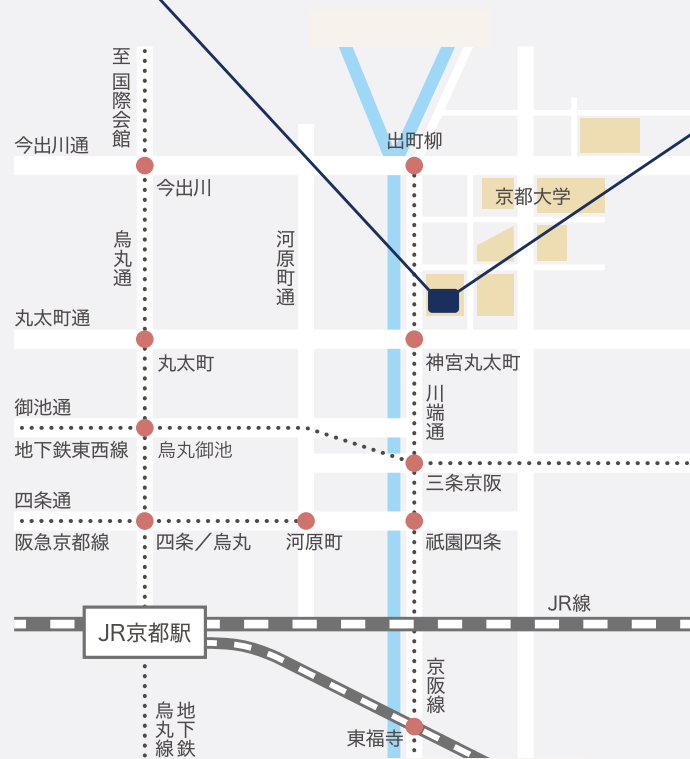 至 国際会館
今出川通
出町柳
今出川
京都大学
烏丸通
河原町通
丸太町通
丸太町
神宮丸太町
川端通
御池通
地下鉄東西線
烏丸御池
三条京阪
四条通
阪急京都線
四条／烏丸
河原町
祇園四条
JR線
JR京都駅
京阪線
地下鉄
烏丸線
東福寺